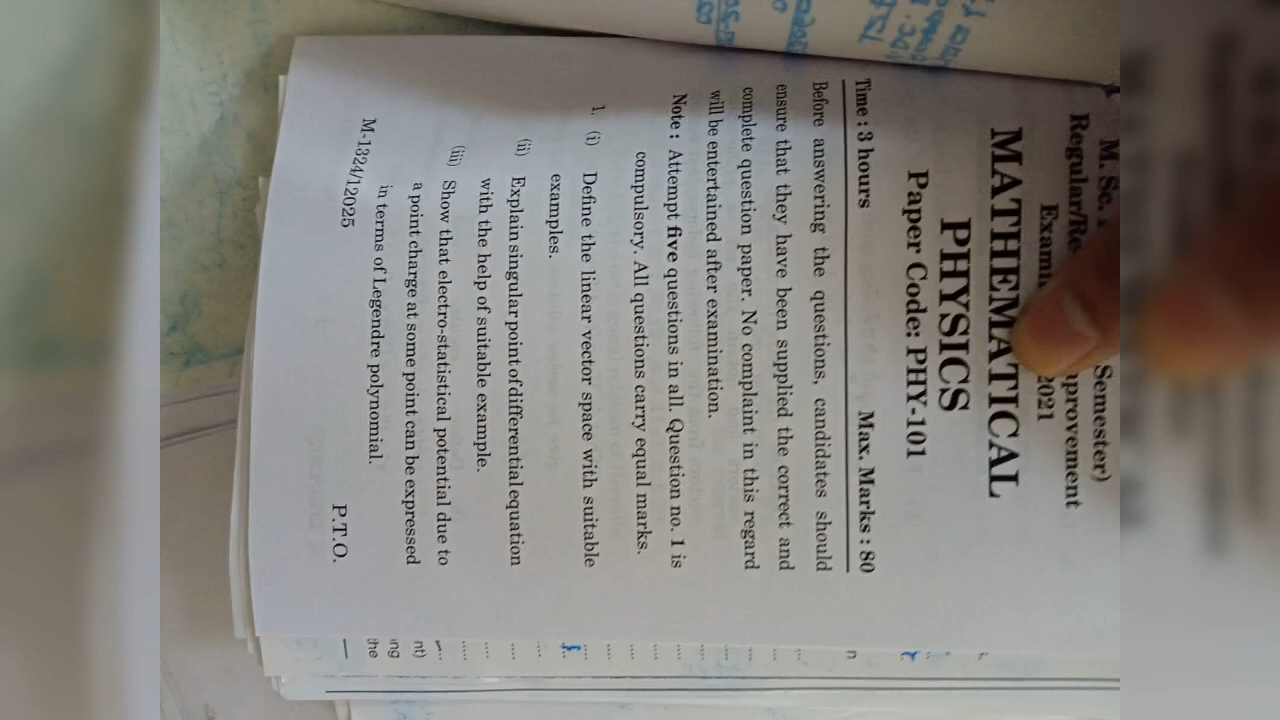 M. Sc.
Semester)
Regular/Re
mprovement
2021
MATHEMATICAL
PHYSICS
Paper Code: PHY-101
Time : 3 hours Max. Marks : 80
Before answering the questions, candidates should
ensure that they have been supplied the correct and
complete question paper. No complaint in this regard
will be entertained after examination.
Note : Attempt five questions in all. Question no. 1 is
compulsory. All questions carry equal marks.
1. (i) Define the linear vector space with suitable
examples.
(ii) Explain singular point of differential equation
with the help of suitable example.
(iii) Show that electro-statistical potential due to
a point charge at some point can be expressed
in terms of Legendre polynomial.
M-1324/12025 P.T.O.
nt)
ing
the